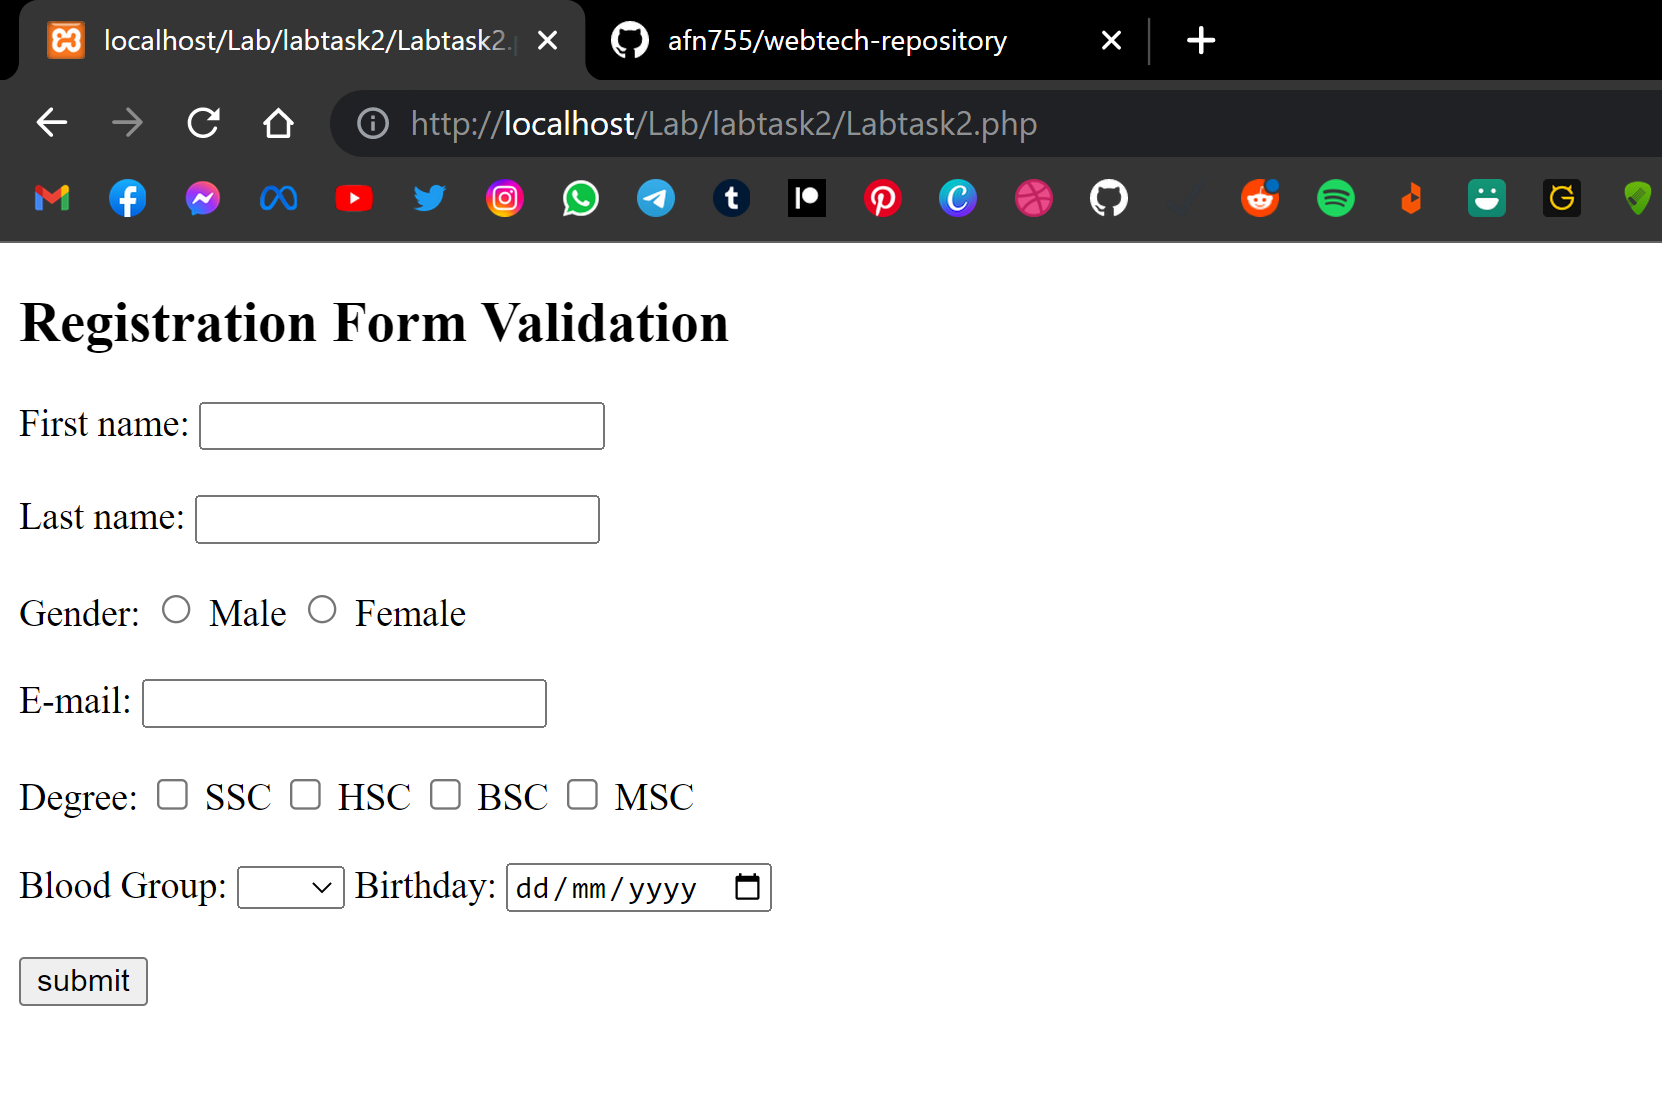 localhost/Lab/labtask2/Labtask2. afn755/webtech-repository
http://localhost/Lab/labtask2/Labtask2.php
Registration Form Validation
First name:
Last name:
Gender: Male Female
E-mail:
Degree: SSC HSC BSC MSC
Blood Group: Birthday: dd/mm/yyyy
submit